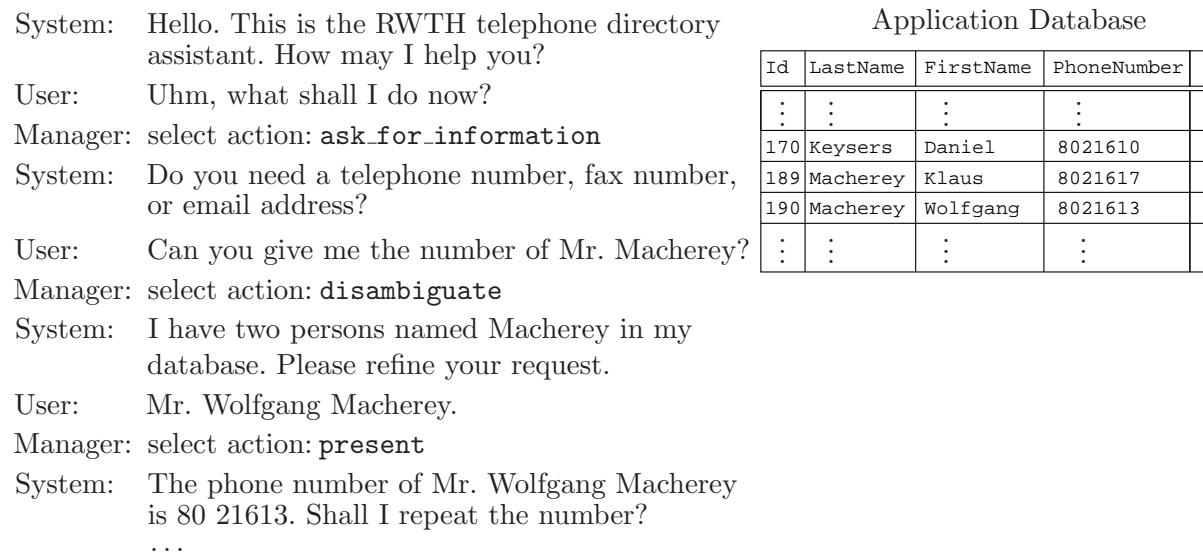 System: Hello. This is the RWTH telephone directory
assistant. How may I help you?
User: Uhm, what shall I do now?
Manager: select action: ask_for_information
System: Do you need a telephone number, fax number,
or email address?
User: Can you give me the number of Mr. Macherey?
Manager: select action: disambiguate
System: I have two persons named Macherey in my
database. Please refine your request.
User: Mr. Wolfgang Macherey.
Manager: select action: present
System: The phone number of Mr. Wolfgang Macherey
is 80 21613. Shall I repeat the number?
...
Application Database
Id LastName FirstName PhoneNumber
⋮ ⋮ ⋮ ⋮
170 Keysers Daniel 8021610
189 Macherey Klaus 8021617
190 Macherey Wolfgang 8021613
⋮ ⋮ ⋮ ⋮